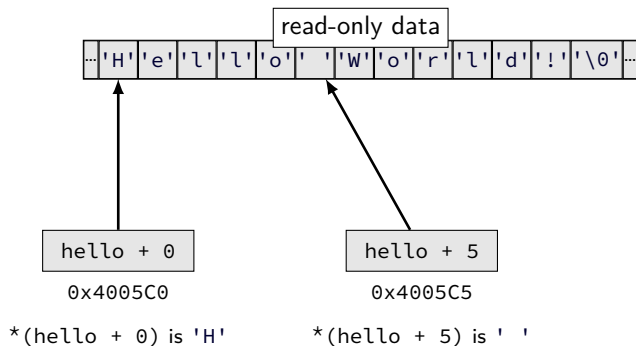 read-only data
… 'H' 'e' 'l' 'l' 'o' ' ' 'W' 'o' 'r' 'l' 'd' '!' '\0' …
hello + 0 hello + 5
0x4005C0 0x4005C5
*(hello + 0) is 'H' *(hello + 5) is ' '